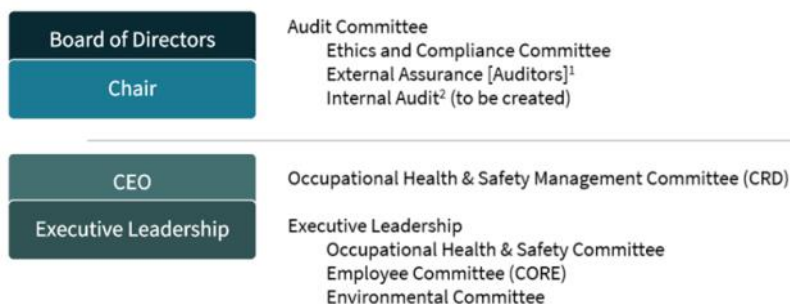 Board of Directors
Chair
Audit Committee
Ethics and Compliance Committee
External Assurance [Auditors]¹
Internal Audit² (to be created)
CEO
Executive Leadership
Occupational Health & Safety Management Committee (CRD)
Executive Leadership
Occupational Health & Safety Committee
Employee Committee (CORE)
Environmental Committee